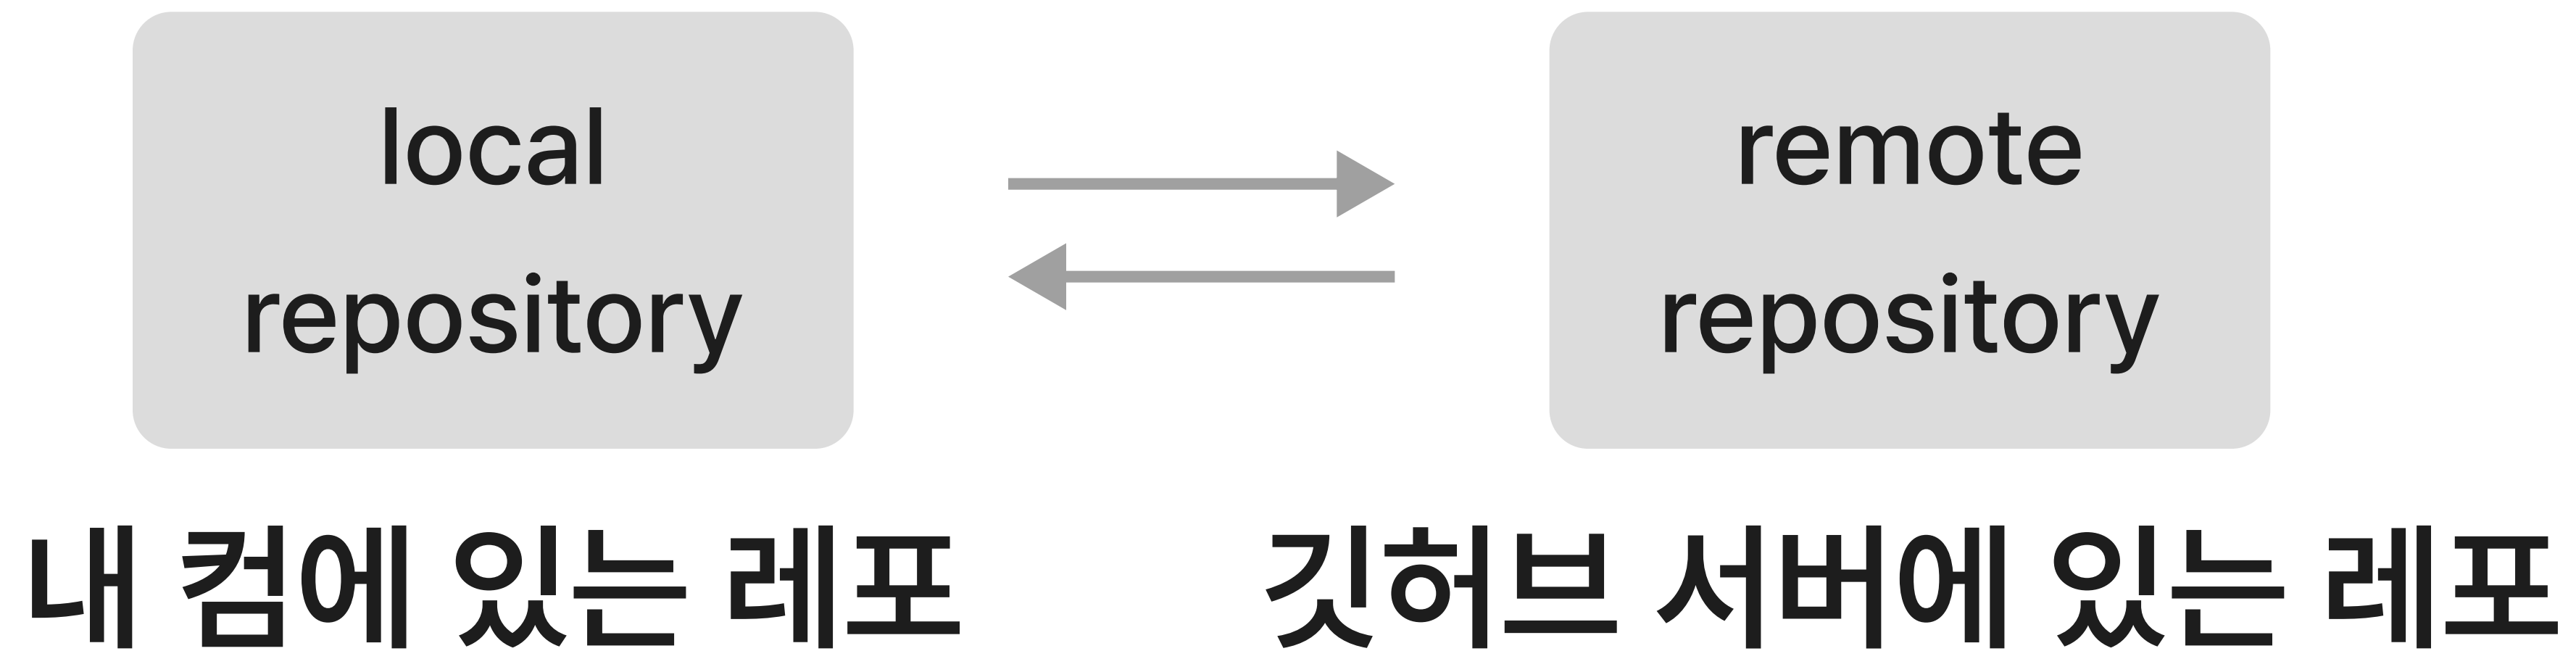 local
repository
remote
repository
내 컴에 있는 레포
깃허브 서버에 있는 레포